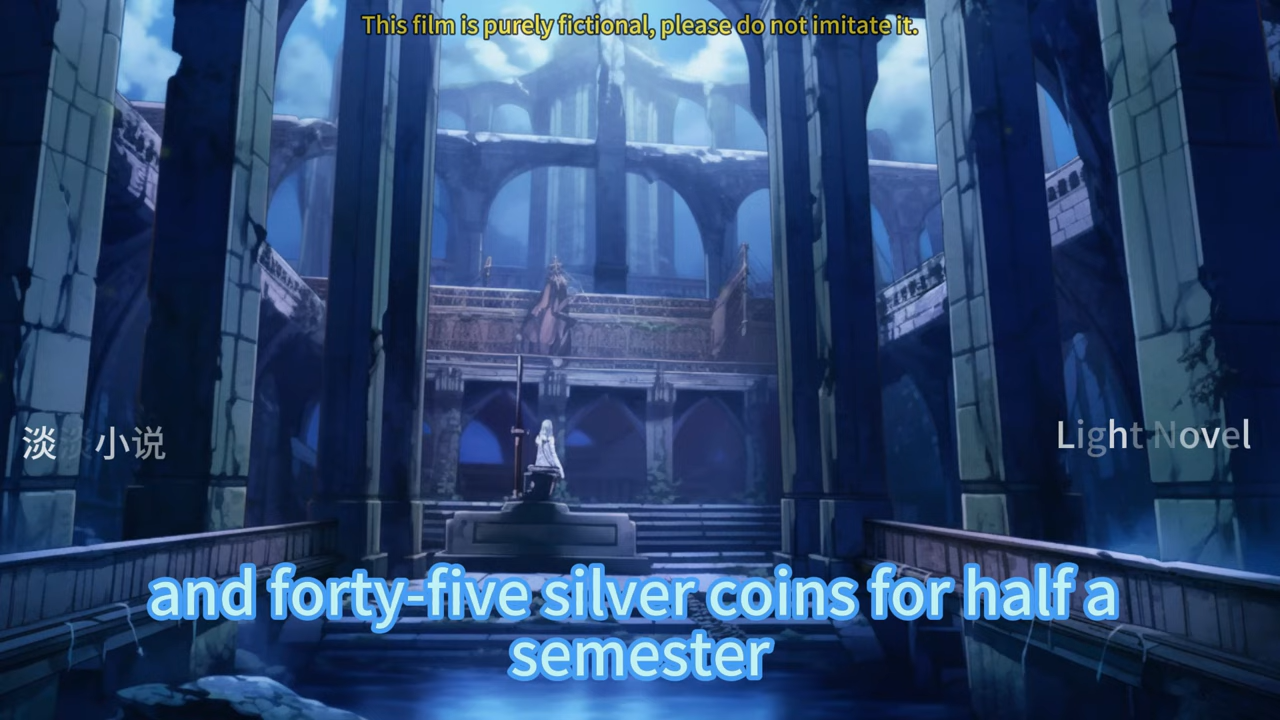 This film is purely fictional, please do not imitate it.
淡淡小说
Light Novel
and forty-five silver coins for half a
semester